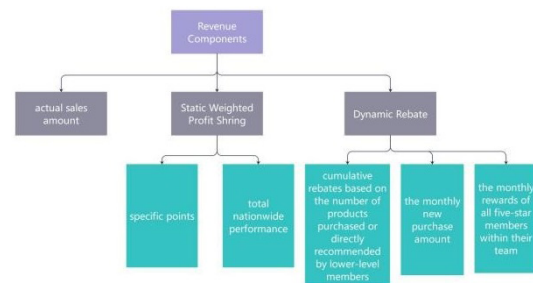 Revenue
Components
actual sales
amount
Static Weighted
Profit Shring
Dynamic Rebate
specific points
total
nationwide
performance
cumulative
rebates based on
the number of
products
purchased or
directly
recommended
by lower-level
members
the monthly
new
purchase
amount
the monthly
rewards of
all five-star
members
within their
team